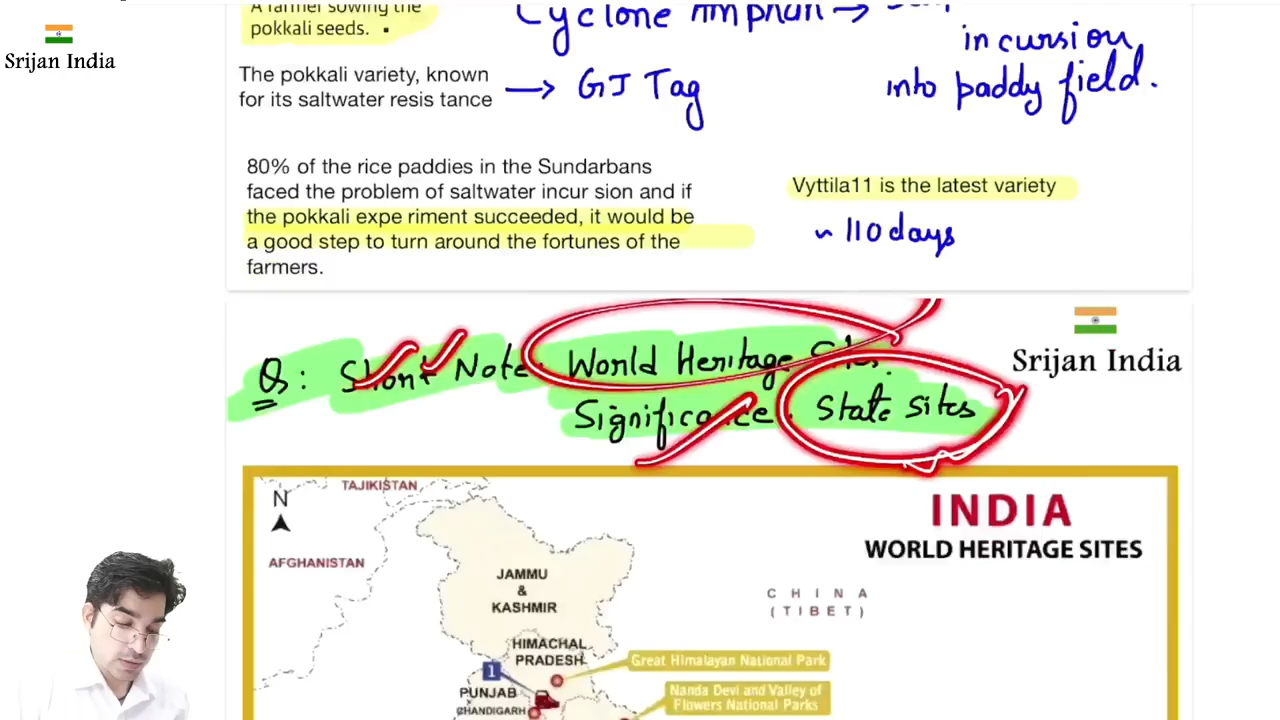 A farmer sowing the
pokkali seeds.
Cyclone Amphan →
incursion
into paddy field.
Srijan India
The pokkali variety, known
for its saltwater resis tance
→ GI Tag
80% of the rice paddies in the Sundarbans
faced the problem of saltwater incur sion and if
the pokkali expe riment succeeded, it would be
a good step to turn around the fortunes of the
farmers.
Vyttila11 is the latest variety
~ 110 days
Q: Short Note: World Heritage Sites.
Significance. State Sites
Srijan India
N
TAJIKISTAN
AFGHANISTAN
INDIA
WORLD HERITAGE SITES
JAMMU
&
KASHMIR
CHINA
(TIBET)
HIMACHAL
PRADESH
Great Himalayan National Park
1
PUNJAB
CHANDIGARH
Nanda Devi and Valley of
Flowers National Parks